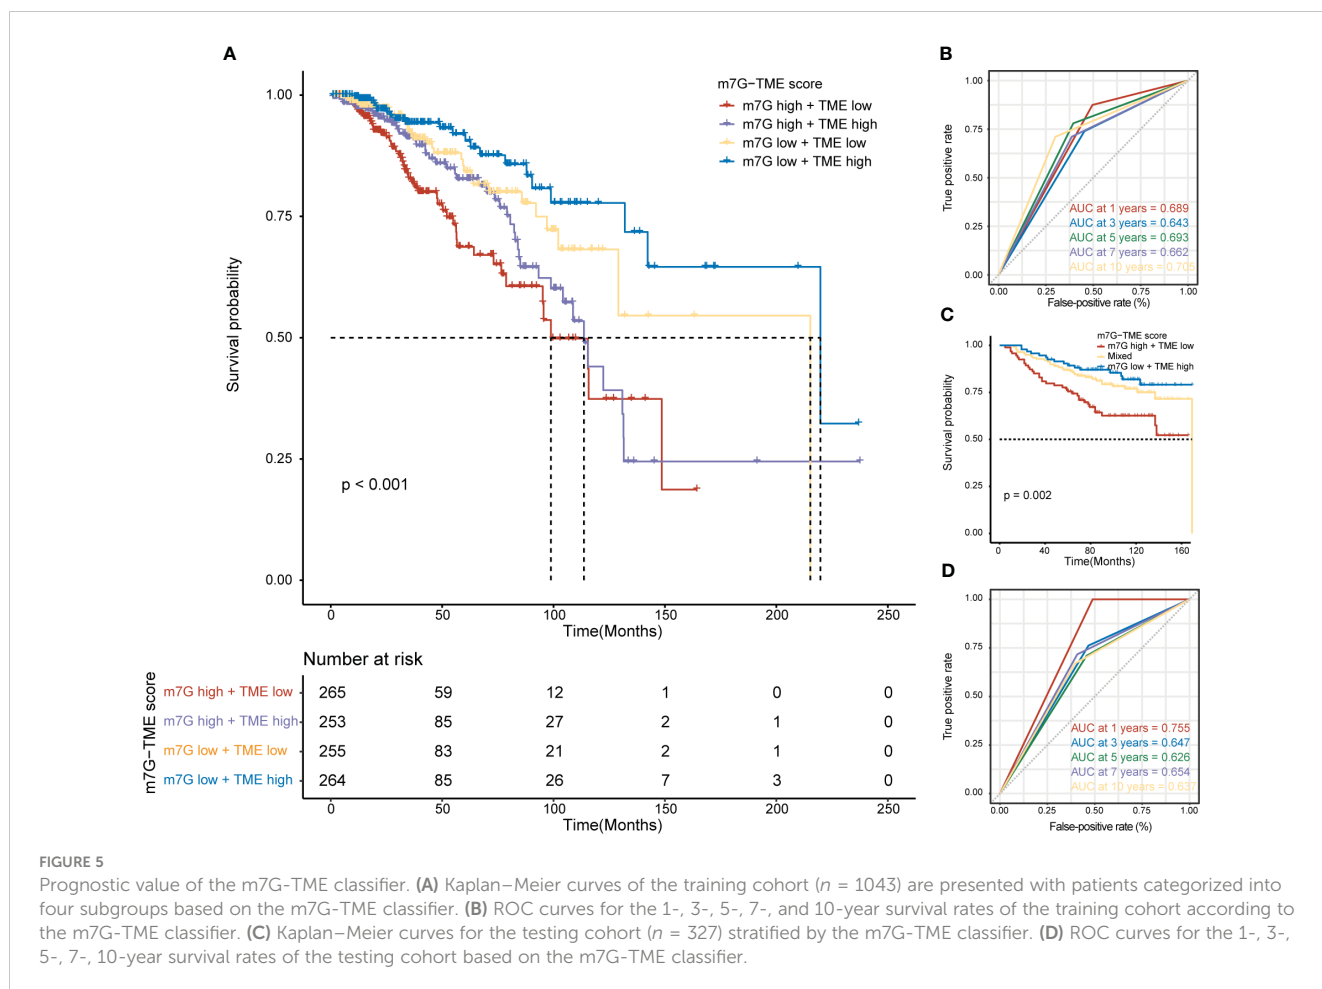 A
m7G−TME score
m7G high + TME low
m7G high + TME high
m7G low + TME low
m7G low + TME high
1.00
0.75
0.50
0.25
0.00
Survival probability
p < 0.001
0 50 100 150 200 250
Time(Months)
Number at risk
m7G−TME score
m7G high + TME low 265 59 12 1 0 0
m7G high + TME high 253 85 27 2 1 0
m7G low + TME low 255 83 21 2 1 0
m7G low + TME high 264 85 26 7 3 0
0 50 100 150 200 250
Time(Months)
B
1.00
0.75
0.50
0.25
0.00
True positive rate
AUC at 1 years = 0.689
AUC at 3 years = 0.643
AUC at 5 years = 0.693
AUC at 7 years = 0.662
AUC at 10 years = 0.705
0.00 0.25 0.50 0.75 1.00
False-positive rate (%)
C
m7G−TME score
m7G high + TME low
Mixed
m7G low + TME high
1.00
0.75
0.50
0.25
0.00
Survival probability
p = 0.002
0 40 80 120 160
Time(Months)
D
1.00
0.75
0.50
0.25
0.00
True positive rate
AUC at 1 years = 0.755
AUC at 3 years = 0.647
AUC at 5 years = 0.626
AUC at 7 years = 0.654
AUC at 10 years = 0.637
0.00 0.25 0.50 0.75 1.00
False-positive rate (%)
FIGURE 5
Prognostic value of the m7G-TME classifier. (A) Kaplan–Meier curves of the training cohort (n = 1043) are presented with patients categorized into
four subgroups based on the m7G-TME classifier. (B) ROC curves for the 1-, 3-, 5-, 7-, and 10-year survival rates of the training cohort according to
the m7G-TME classifier. (C) Kaplan–Meier curves for the testing cohort (n = 327) stratified by the m7G-TME classifier. (D) ROC curves for the 1-, 3-,
5-, 7-, 10-year survival rates of the testing cohort based on the m7G-TME classifier.